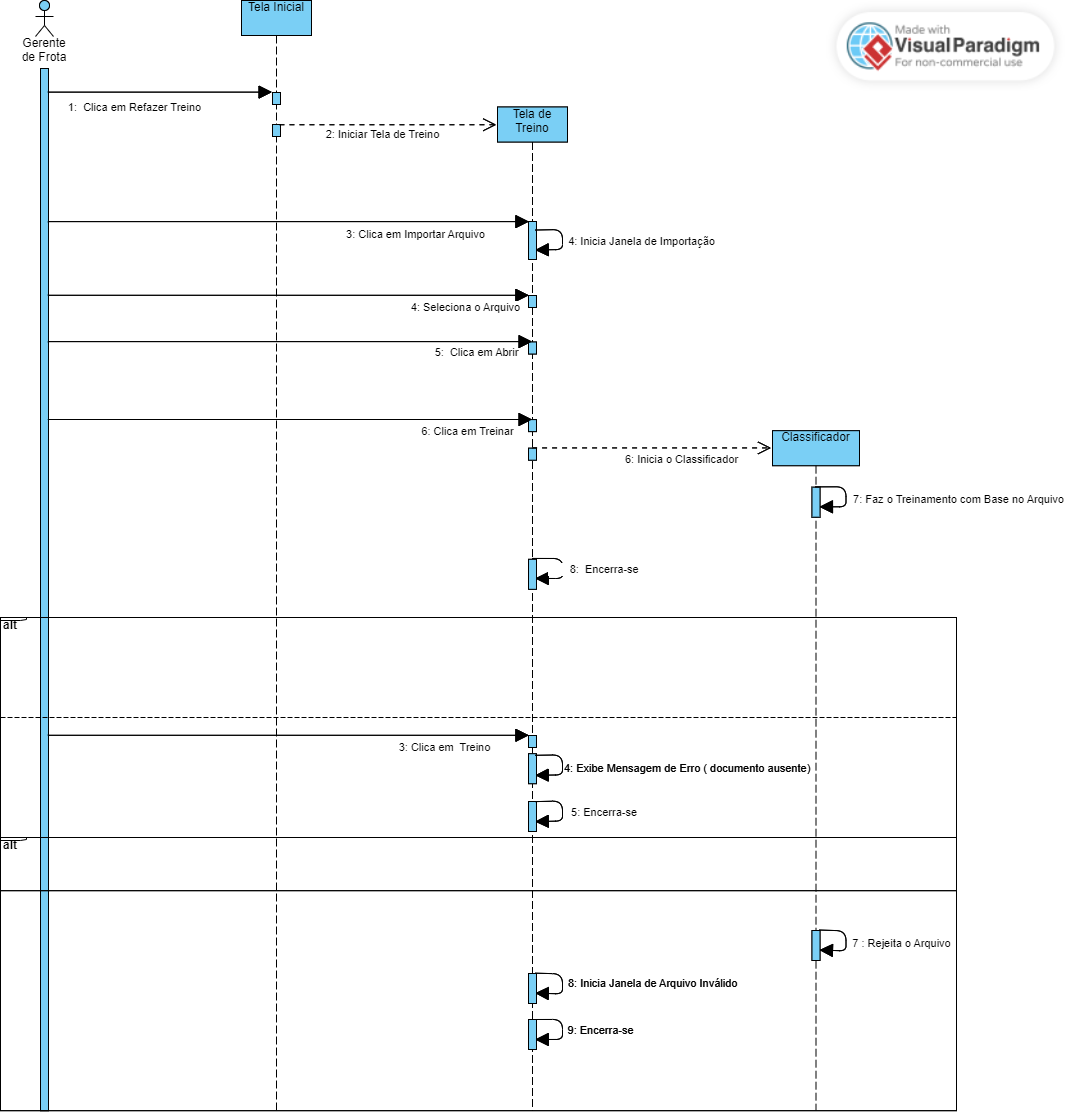 Tela Inicial
Made with
VisualParadigm
For non-commercial use
Gerente
de Frota
1: Clica em Refazer Treino
Tela de
Treino
2: Iniciar Tela de Treino
3: Clica em Importar Arquivo
4: Inicia Janela de Importação
4: Seleciona o Arquivo
5: Clica em Abrir
6: Clica em Treinar
Classificador
6: Inicia o Classificador
7: Faz o Treinamento com Base no Arquivo
8: Encerra-se
alt
3: Clica em Treino
4: Exibe Mensagem de Erro ( documento ausente)
5: Encerra-se
alt
7 : Rejeita o Arquivo
8: Inicia Janela de Arquivo Inválido
9: Encerra-se